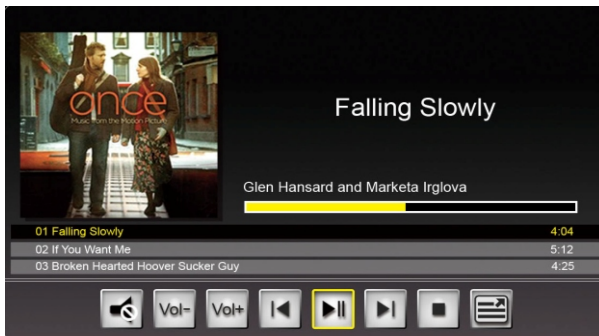 once
Music from the Motion Picture
Falling Slowly
Glen Hansard and Marketa Irglova
01 Falling Slowly 4:04
02 If You Want Me 5:12
03 Broken Hearted Hoover Sucker Guy 4:25
Vol- Vol+